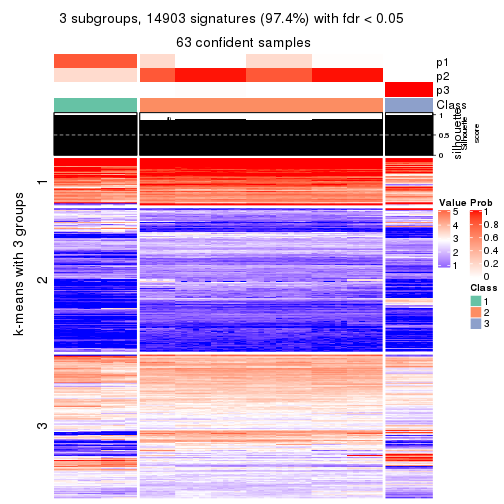 3 subgroups, 14903 signatures (97.4%) with fdr < 0.05
63 confident samples
p1
p2
p3
Class
silhouette
Silhouette
score
1
0.5
0
k-means with 3 groups
1
2
3
Value
5
4
3
2
1
Prob
1
0.8
0.6
0.4
0.2
0
Class
1
2
3